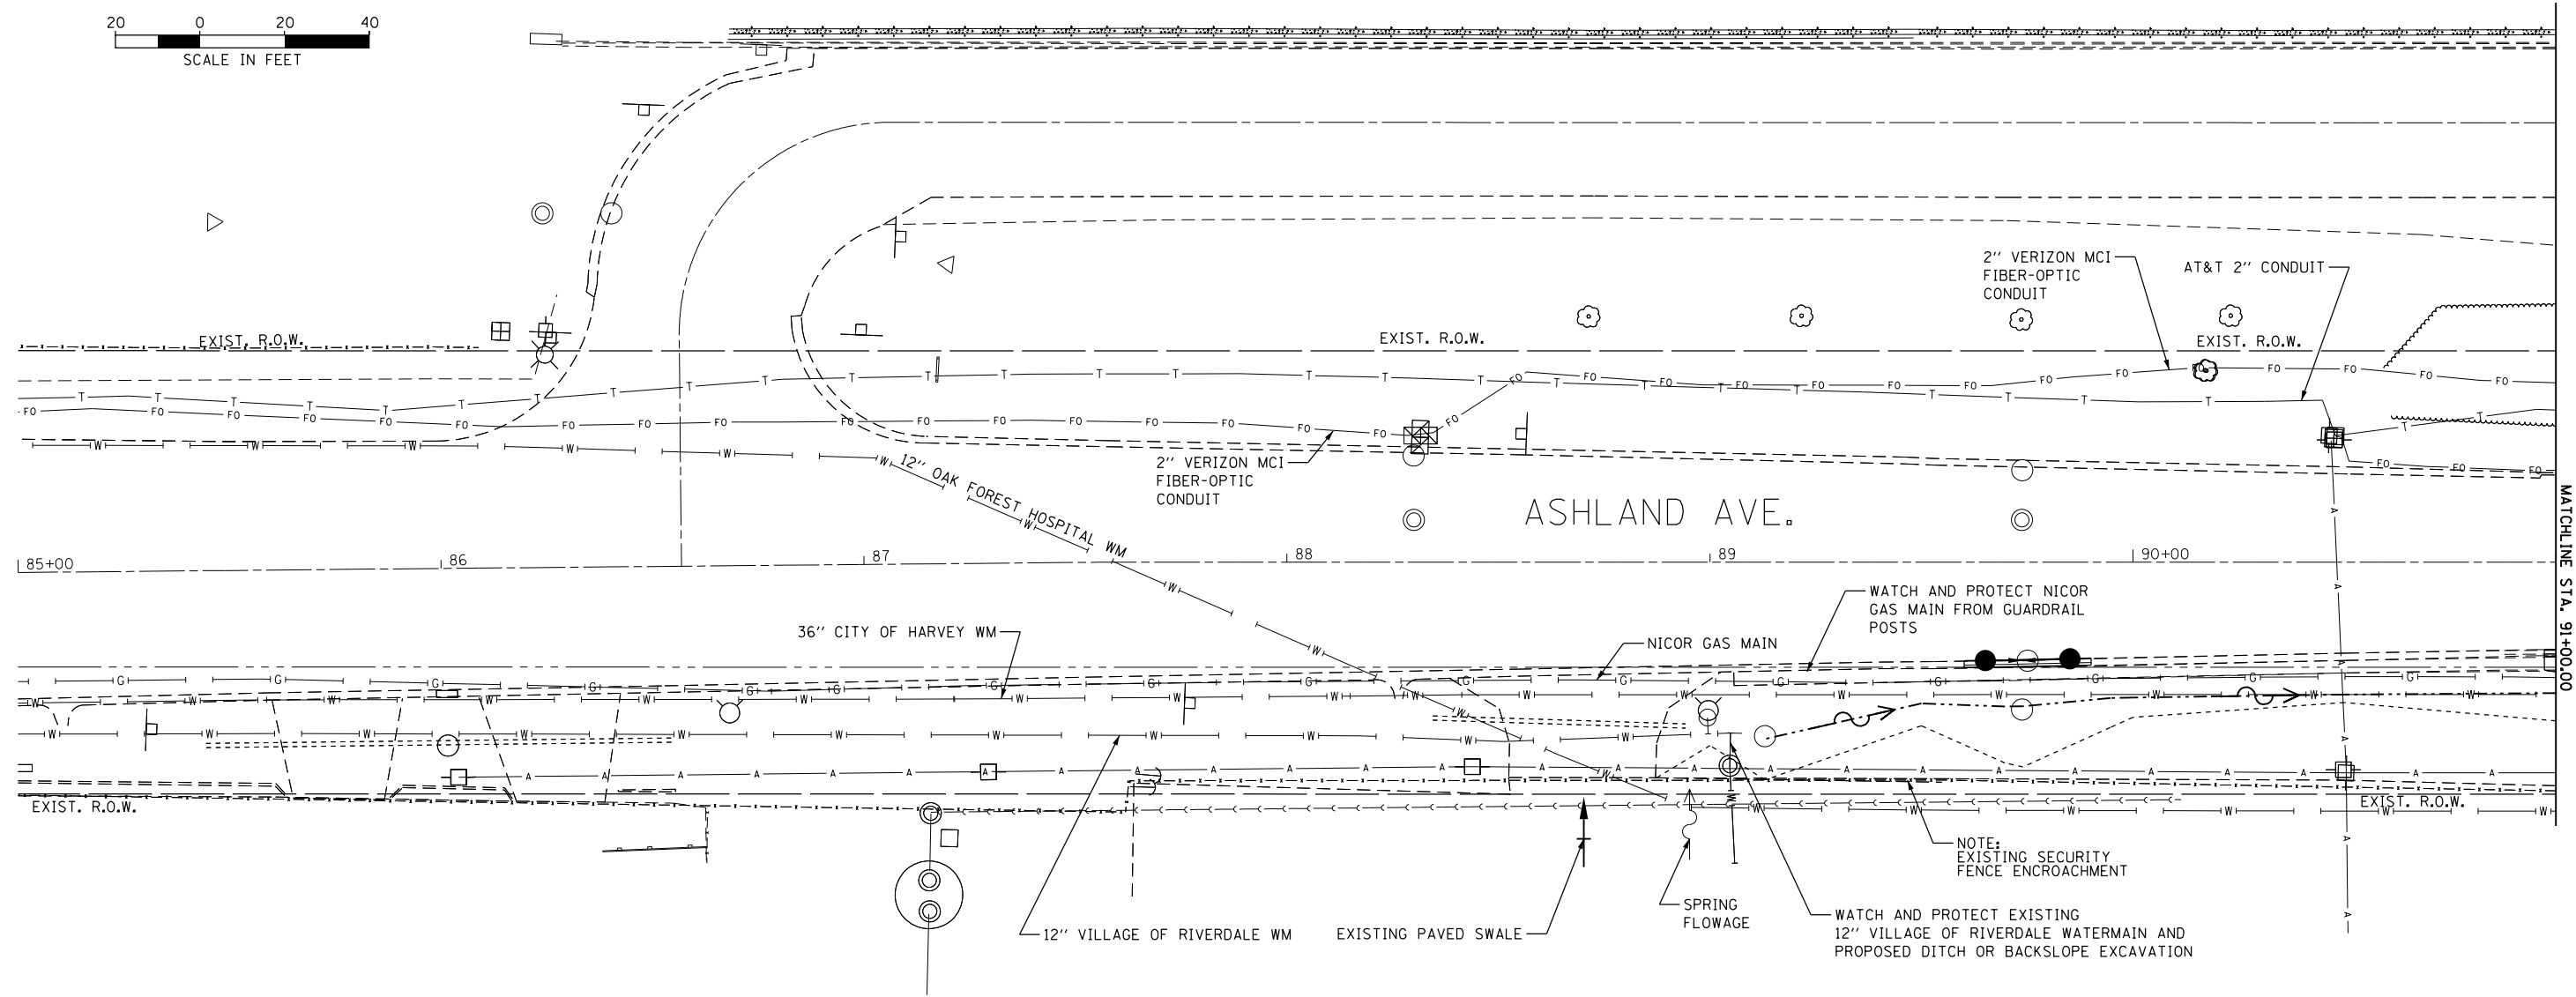 20 0 20 40
SCALE IN FEET
EXIST. R.O.W.
EXIST. R.O.W.
2'' VERIZON MCI
FIBER-OPTIC
CONDUIT
AT&T 2'' CONDUIT
EXIST. R.O.W.
12'' OAK FOREST HOSPITAL WM
2'' VERIZON MCI
FIBER-OPTIC
CONDUIT
ASHLAND AVE.
85+00 86 87 88 89 90+00
MATCHLINE STA. 91+00.00
36'' CITY OF HARVEY WM
NICOR GAS MAIN
WATCH AND PROTECT NICOR
GAS MAIN FROM GUARDRAIL
POSTS
EXIST. R.O.W.
EXIST. R.O.W.
NOTE:
EXISTING SECURITY
FENCE ENCROACHMENT
12'' VILLAGE OF RIVERDALE WM
EXISTING PAVED SWALE
SPRING
FLOWAGE
WATCH AND PROTECT EXISTING
12'' VILLAGE OF RIVERDALE WATERMAIN AND
PROPOSED DITCH OR BACKSLOPE EXCAVATION